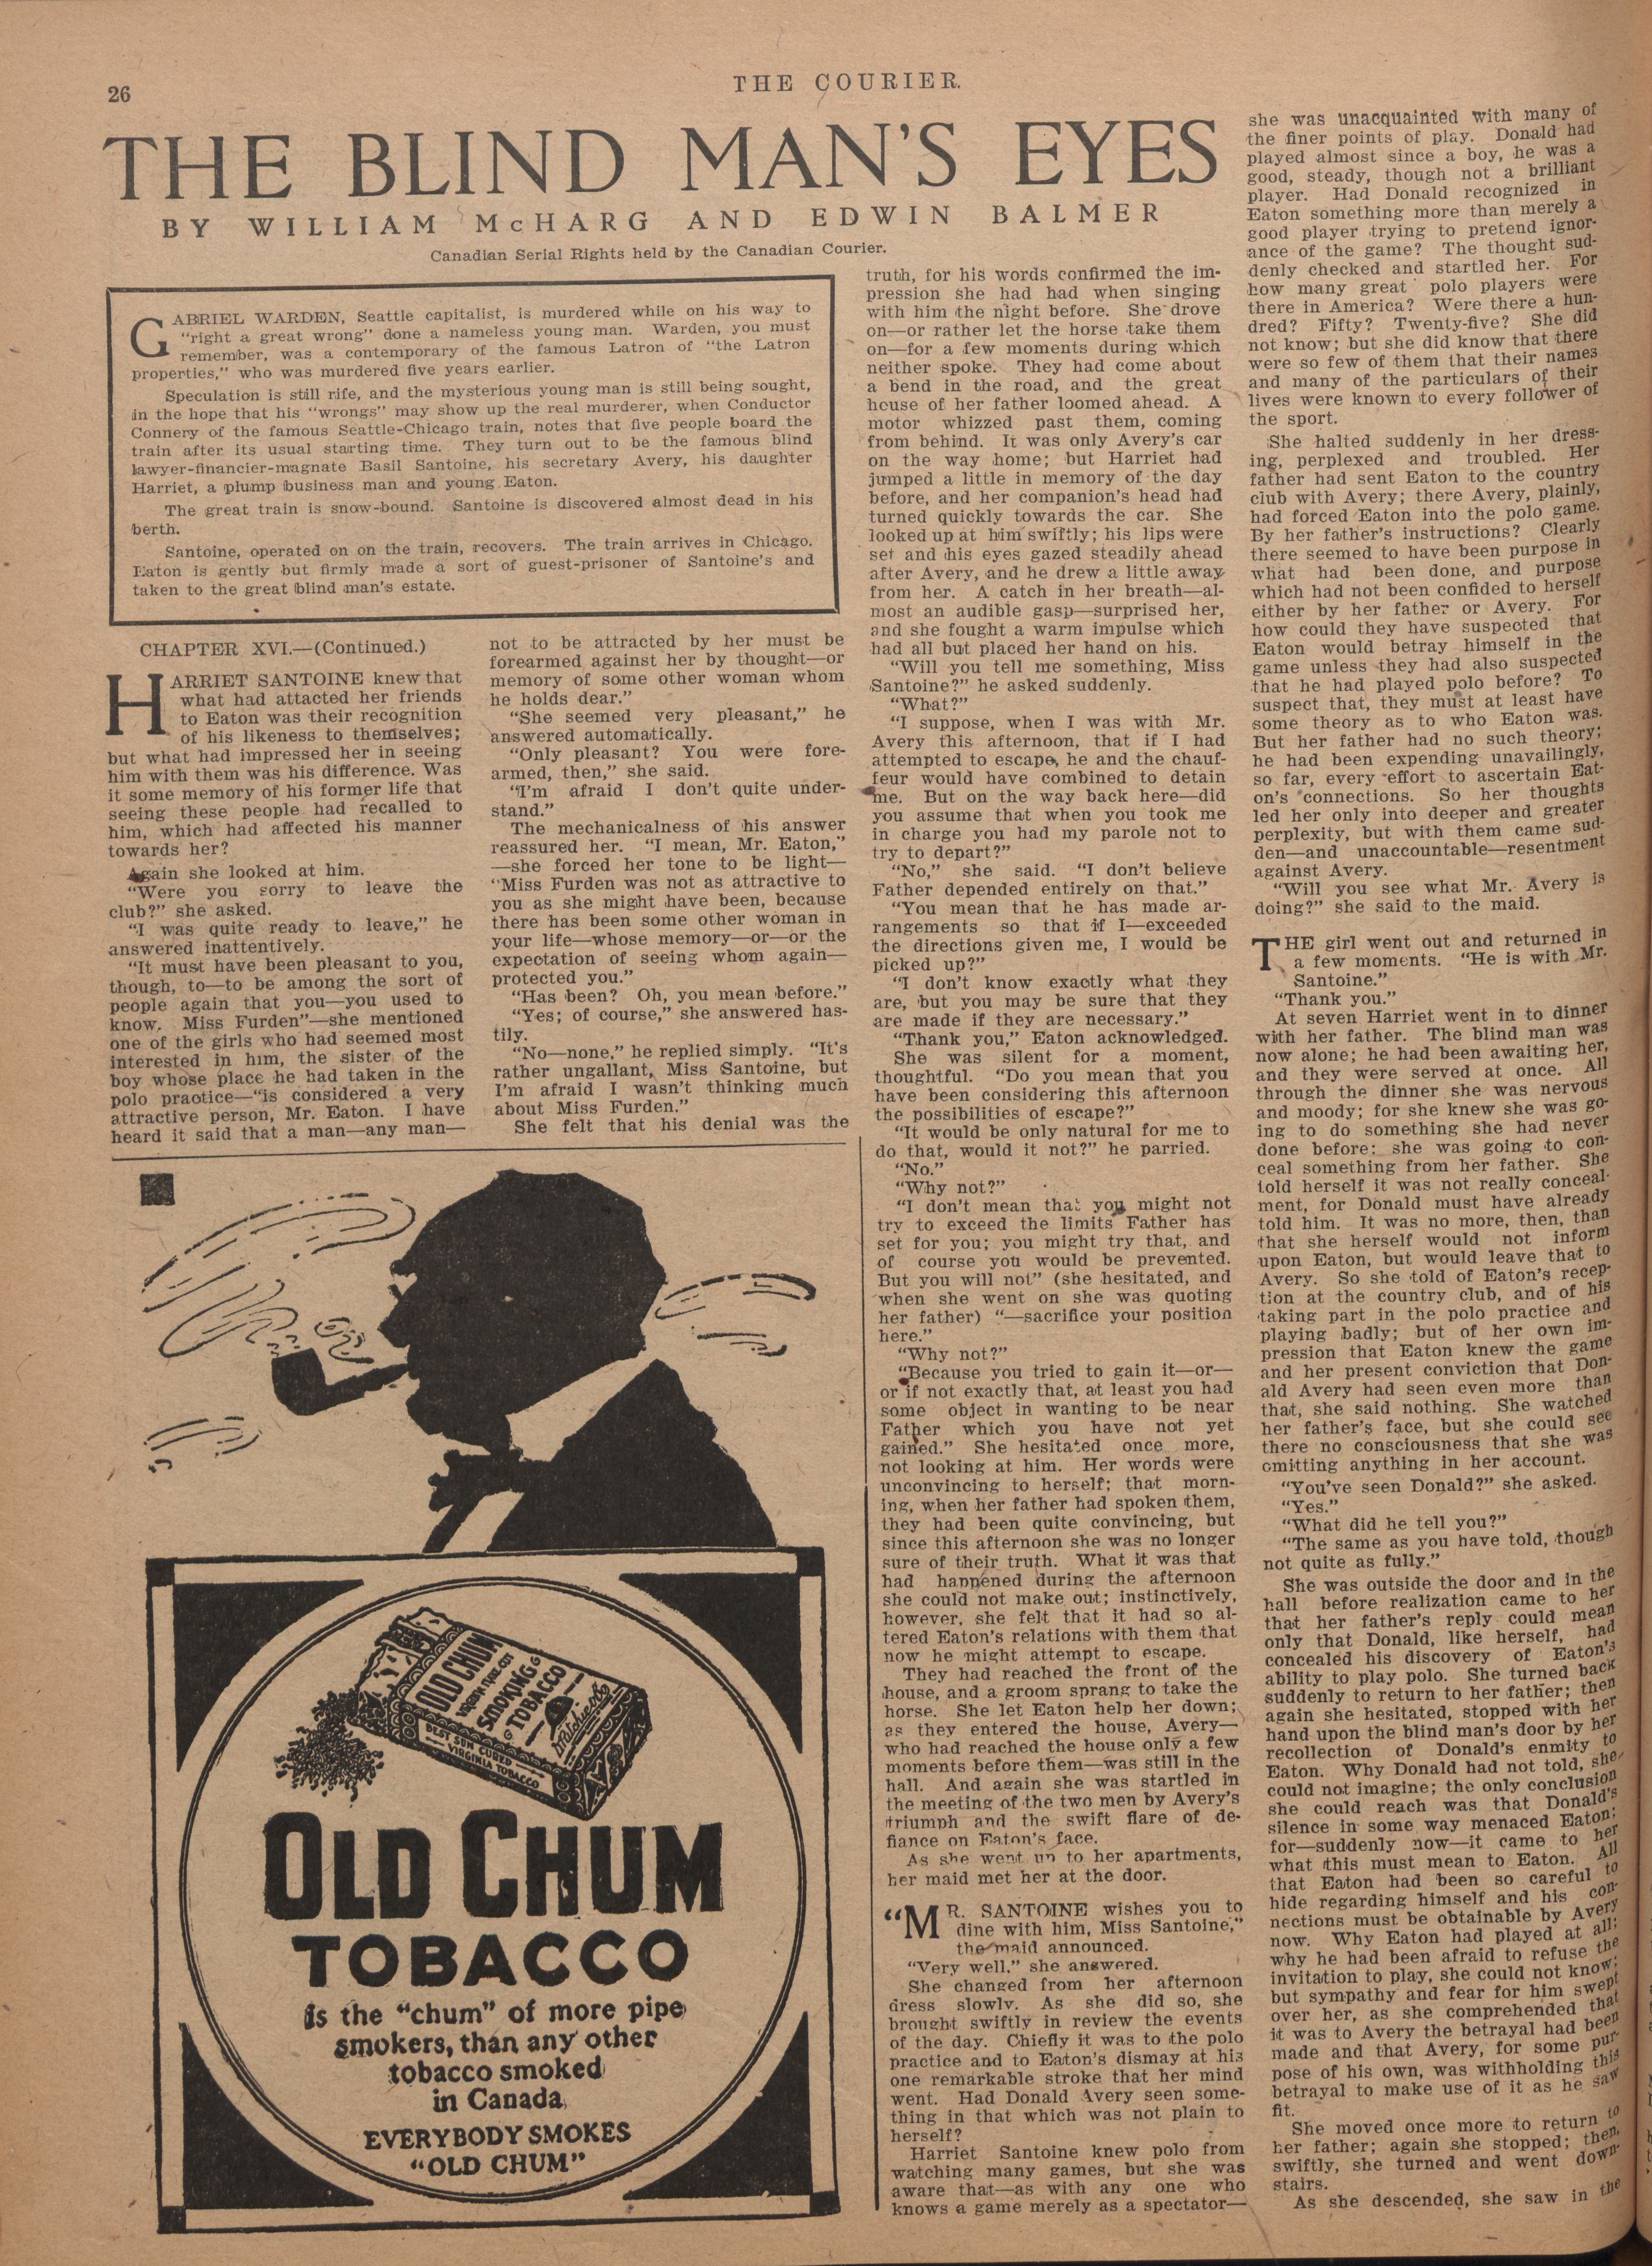 26
THE COURIER.
THE BLIND MAN'S EYES
BY WILLIAM McHARG AND EDWIN BALMER
Canadian Serial Rights held by the Canadian Courier.
GABRIEL WARDEN, Seattle capitalist, is murdered while on his way to
"right a great wrong" done a nameless young man. Warden, you must
remember, was a contemporary of the famous Latron of "the Latron
properties," who was murdered five years earlier.
Speculation is still rife, and the mysterious young man is still being sought,
in the hope that his "wrongs" may show up the real murderer, when Conductor
Connery of the famous Seattle-Chicago train, notes that five people board the
train after its usual starting time. They turn out to be the famous blind
lawyer-financier-magnate Basil Santoine, his secretary Avery, his daughter
Harriet, a plump business man and young Eaton.
The great train is snow-bound. Santoine is discovered almost dead in his
berth.
Santoine, operated on on the train, recovers. The train arrives in Chicago.
Eaton is gently but firmly made a sort of guest-prisoner of Santoine's and
taken to the great blind man's estate.
CHAPTER XVI.—(Continued.)
HARRIET SANTOINE knew that
what had attacted her friends
to Eaton was their recognition
of his likeness to themselves;
but what had impressed her in seeing
him with them was his difference. Was
it some memory of his former life that
seeing these people had recalled to
him, which had affected his manner
towards her?
Again she looked at him.
"Were you sorry to leave the
club?" she asked.
"I was quite ready to leave," he
answered inattentively.
"It must have been pleasant to you,
though, to—to be among the sort of
people again that you—you used to
know. Miss Furden"—she mentioned
one of the girls who had seemed most
interested in him, the sister of the
boy whose place he had taken in the
polo practice—"is considered a very
attractive person, Mr. Eaton. I have
heard it said that a man—any man—
not to be attracted by her must be
forearmed against her by thought—or
memory of some other woman whom
he holds dear."
"She seemed very pleasant," he
answered automatically.
"Only pleasant? You were fore-
armed, then," she said.
"I'm afraid I don't quite under-
stand."
The mechanicalness of his answer
reassured her. "I mean, Mr. Eaton,"
—she forced her tone to be light—
"Miss Furden was not as attractive to
you as she might have been, because
there has been some other woman in
your life—whose memory—or—or the
expectation of seeing whom again—
protected you."
"Has been? Oh, you mean before."
"Yes; of course," she answered has-
tily.
"No—none," he replied simply. "It's
rather ungallant, Miss Santoine, but
I'm afraid I wasn't thinking much
about Miss Furden."
She felt that his denial was the
truth, for his words confirmed the im-
pression she had had when singing
with him the night before. She drove
on—or rather let the horse take them
on—for a few moments during which
neither spoke. They had come about
a bend in the road, and the great
house of her father loomed ahead. A
motor whizzed past them, coming
from behind. It was only Avery's car
on the way home; but Harriet had
jumped a little in memory of the day
before, and her companion's head had
turned quickly towards the car. She
looked up at him swiftly; his lips were
set and his eyes gazed steadily ahead
after Avery, and he drew a little away
from her. A catch in her breath—al-
most an audible gasp—surprised her,
and she fought a warm impulse which
had all but placed her hand on his.
"Will you tell me something, Miss
Santoine?" he asked suddenly.
"What?"
"I suppose, when I was with Mr.
Avery this afternoon, that if I had
attempted to escape, he and the chauf-
feur would have combined to detain
me. But on the way back here—did
you assume that when you took me
in charge you had my parole not to
try to depart?"
"No," she said. "I don't believe
Father depended entirely on that."
"You mean that he has made ar-
rangements so that if I—exceeded
the directions given me, I would be
picked up?"
"I don't know exactly what they
are, but you may be sure that they
are made if they are necessary."
"Thank you," Eaton acknowledged.
She was silent for a moment,
thoughtful. "Do you mean that you
have been considering this afternoon
the possibilities of escape?"
"It would be only natural for me to
do that, would it not?" he parried.
"No."
"Why not?"
"I don't mean that you might not
try to exceed the limits Father has
set for you; you might try that, and
of course you would be prevented.
But you will not" (she hesitated, and
when she went on she was quoting
her father) "—sacrifice your position
here."
"Why not?"
"Because you tried to gain it—or—
or if not exactly that, at least you had
some object in wanting to be near
Father which you have not yet
gained." She hesitated once more,
not looking at him. Her words were
unconvincing to herself; that morn-
ing, when her father had spoken them,
they had been quite convincing, but
since this afternoon she was no longer
sure of their truth. What it was that
had happened during the afternoon
she could not make out; instinctively,
however, she felt that it had so al-
tered Eaton's relations with them that
now he might attempt to escape.
They had reached the front of the
house, and a groom sprang to take the
horse. She let Eaton help her down;
as they entered the house, Avery—
who had reached the house only a few
moments before them—was still in the
hall. And again she was startled in
the meeting of the two men by Avery's
triumph and the swift flare of de-
fiance on Eaton's face.
As she went up to her apartments,
her maid met her at the door.
"MR. SANTOINE wishes you to
dine with him, Miss Santoine,"
the maid announced.
"Very well," she answered.
She changed from her afternoon
dress slowly. As she did so, she
brought swiftly in review the events
of the day. Chiefly it was to the polo
practice and to Eaton's dismay at his
one remarkable stroke that her mind
went. Had Donald Avery seen some-
thing in that which was not plain to
herself?
Harriet Santoine knew polo from
watching many games, but she was
aware that—as with any one who
knows a game merely as a spectator—
she was unacquainted with many of
the finer points of play. Donald had
played almost since a boy, he was a
good, steady, though not a brilliant
player. Had Donald recognized in
Eaton something more than merely a
good player trying to pretend ignor-
ance of the game? The thought sud-
denly checked and startled her. For
how many great polo players were
there in America? Were there a hun-
dred? Fifty? Twenty-five? She did
not know; but she did know that there
were so few of them that their names
and many of the particulars of their
lives were known to every follower of
the sport.
She halted suddenly in her dress-
ing, perplexed and troubled. Her
father had sent Eaton to the country
club with Avery; there Avery, plainly,
had forced Eaton into the polo game.
By her father's instructions? Clearly
there seemed to have been purpose in
what had been done, and purpose
which had not been confided to herself
either by her father or Avery. For
how could they have suspected that
Eaton would betray himself in the
game unless they had also suspected
that he had played polo before? To
suspect that, they must at least have
some theory as to who Eaton was.
But her father had no such theory;
he had been expending unavailingly,
so far, every effort to ascertain Eat-
on's connections. So her thoughts
led her only into deeper and greater
perplexity, but with them came sud-
den—and unaccountable—resentment
against Avery.
"Will you see what Mr. Avery is
doing?" she said to the maid.
THE girl went out and returned in
a few moments. "He is with Mr.
Santoine."
"Thank you."
At seven Harriet went in to dinner
with her father. The blind man was
now alone; he had been awaiting her,
and they were served at once. All
through the dinner she was nervous
and moody; for she knew she was go-
ing to do something she had never
done before: she was going to con-
ceal something from her father. She
told herself it was not really conceal-
ment, for Donald must have already
told him. It was no more, then, than
that she herself would not inform
upon Eaton, but would leave that to
Avery. So she told of Eaton's recep-
tion at the country club, and of his
taking part in the polo practice and
playing badly; but of her own im-
pression that Eaton knew the game
and her present conviction that Don-
ald Avery had seen even more than
that, she said nothing. She watched
her father's face, but she could see
there no consciousness that she was
omitting anything in her account.
"You've seen Donald?" she asked.
"Yes."
"What did he tell you?"
"The same as you have told, though
not quite as fully."
She was outside the door and in the
hall before realization came to her
that her father's reply could mean
only that Donald, like herself, had
concealed his discovery of Eaton's
ability to play polo. She turned back
suddenly to return to her father; then
again she hesitated, stopped with her
hand upon the blind man's door by her
recollection of Donald's enmity to
Eaton. Why Donald had not told, she
could not imagine; the only conclusion
she could reach was that Donald's
silence in some way menaced Eaton;
for—suddenly now—it came to her
what this must mean to Eaton. All
that Eaton had been so careful to
hide regarding himself and his con-
nections must be obtainable by Avery
now. Why Eaton had played at all;
why he had been afraid to refuse the
invitation to play, she could not know;
but sympathy and fear for him swept
over her, as she comprehended that
it was to Avery the betrayal had been
made and that Avery, for some pur-
pose of his own, was withholding this
betrayal to make use of it as he saw
fit.
She moved once more to return to
her father; again she stopped; then,
swiftly, she turned and went down-
stairs.
As she descended, she saw in the
OLD CHUM
VIRGIN FLAKE CUT
SMOKING
TOBACCO
Ritchie's
BEST SUN CURED
VIRGINIA TOBACCO
OLD CHUM
TOBACCO
is the "chum" of more pipe
smokers, than any other
tobacco smoked
in Canada
EVERYBODY SMOKES
"OLD CHUM"